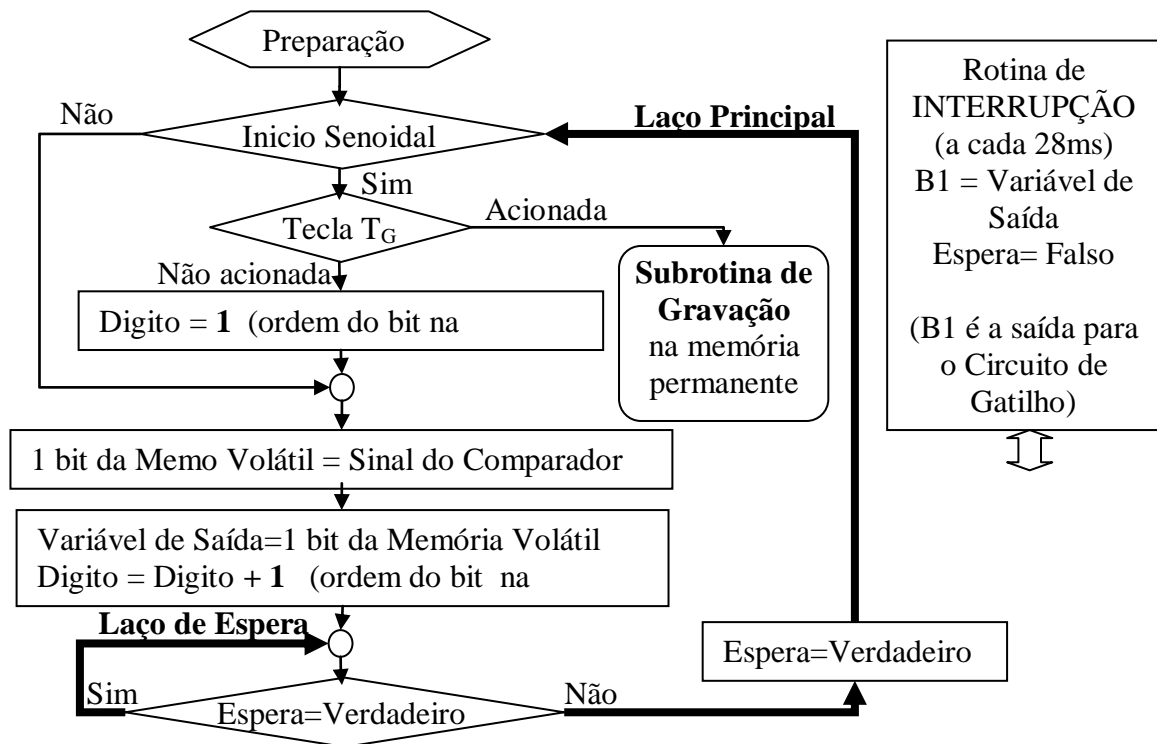 Preparação
Não
Inicio Senoidal
Laço Principal
Sim
Tecla TG
Acionada
Não acionada
Digito = 1 (ordem do bit na
Subrotina de
Gravação
na memória
permanente
1 bit da Memo Volátil = Sinal do Comparador
Variável de Saída=1 bit da Memória Volátil
Digito = Digito + 1 (ordem do bit na
Laço de Espera
Sim
Espera=Verdadeiro
Não
Espera=Verdadeiro
Rotina de
INTERRUPÇÃO
(a cada 28ms)
B1 = Variável de
Saída
Espera= Falso
(B1 é a saída para
o Circuito de
Gatilho)